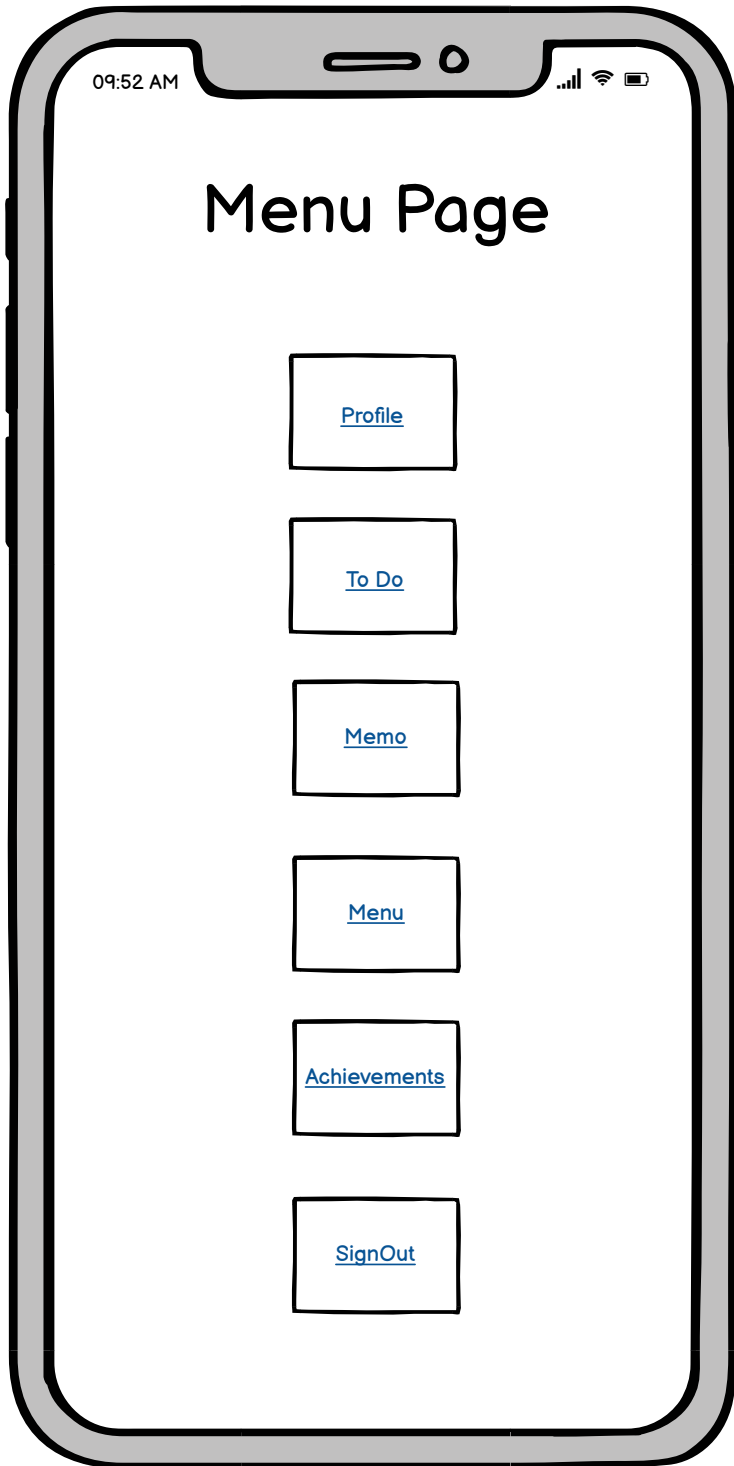 09:52 AM
Menu Page
Profile
To Do
Memo
Menu
Achievements
SignOut